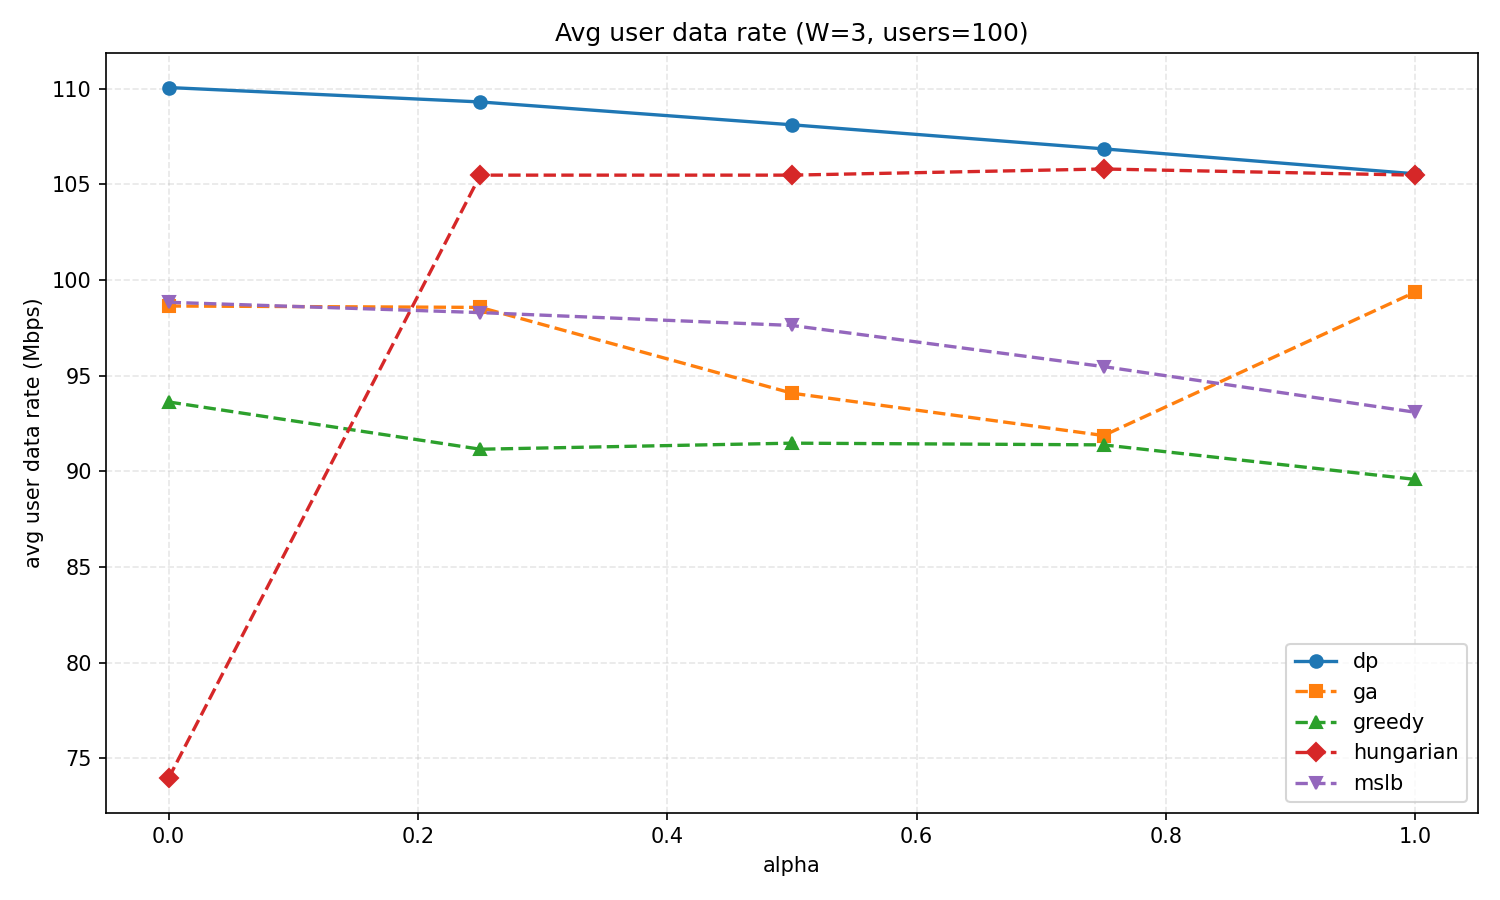 Avg user data rate (W=3, users=100)
avg user data rate (Mbps)
110
105
100
95
90
85
80
75
0.0 0.2 0.4 0.6 0.8 1.0
alpha
dp
ga
greedy
hungarian
mslb